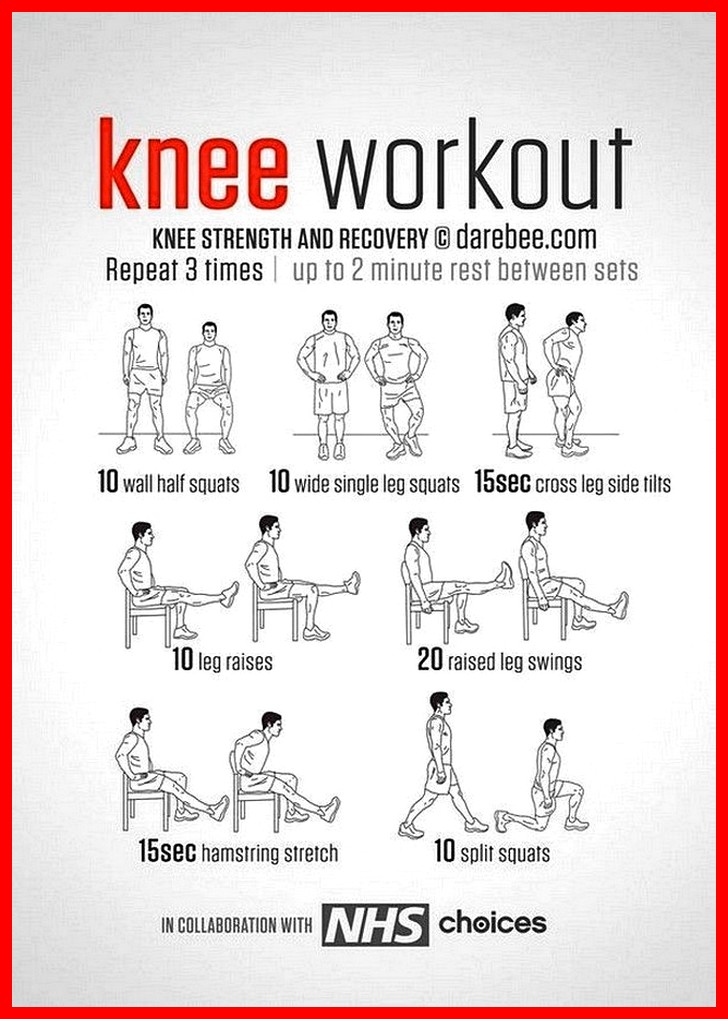 knee workout
KNEE STRENGTH AND RECOVERY © darebee.com
Repeat 3 times | up to 2 minute rest between sets
10 wall half squats
10 wide single leg squats
15sec cross leg side tilts
10 leg raises
20 raised leg swings
15sec hamstring stretch
10 split squats
IN COLLABORATION WITH NHS choices